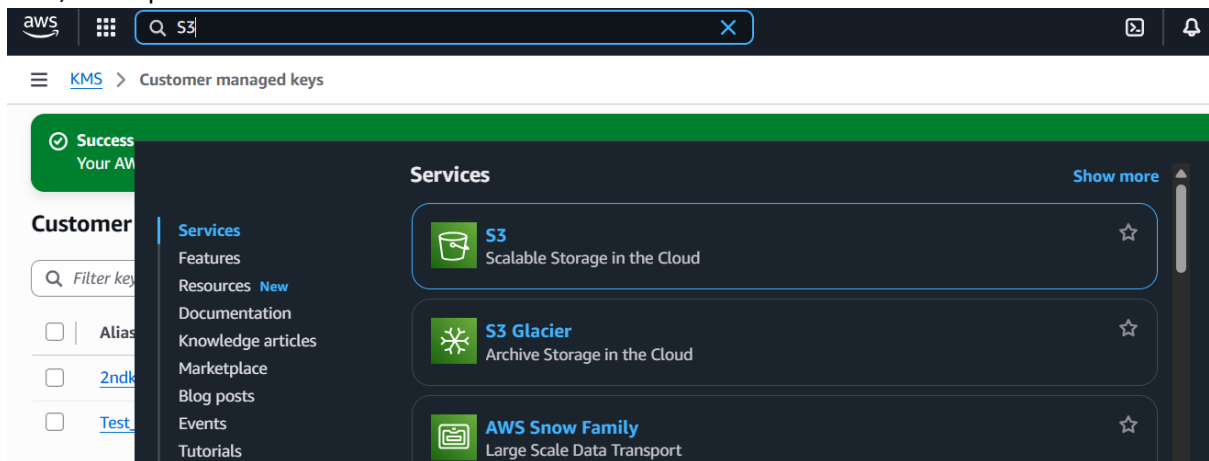 aws
S3
KMS > Customer managed keys
Success
Your AW
Customer
Filter key
Alias
2ndk
Test_
Services
Features
Resources New
Documentation
Knowledge articles
Marketplace
Blog posts
Events
Tutorials
Services
Show more
S3
Scalable Storage in the Cloud
S3 Glacier
Archive Storage in the Cloud
AWS Snow Family
Large Scale Data Transport